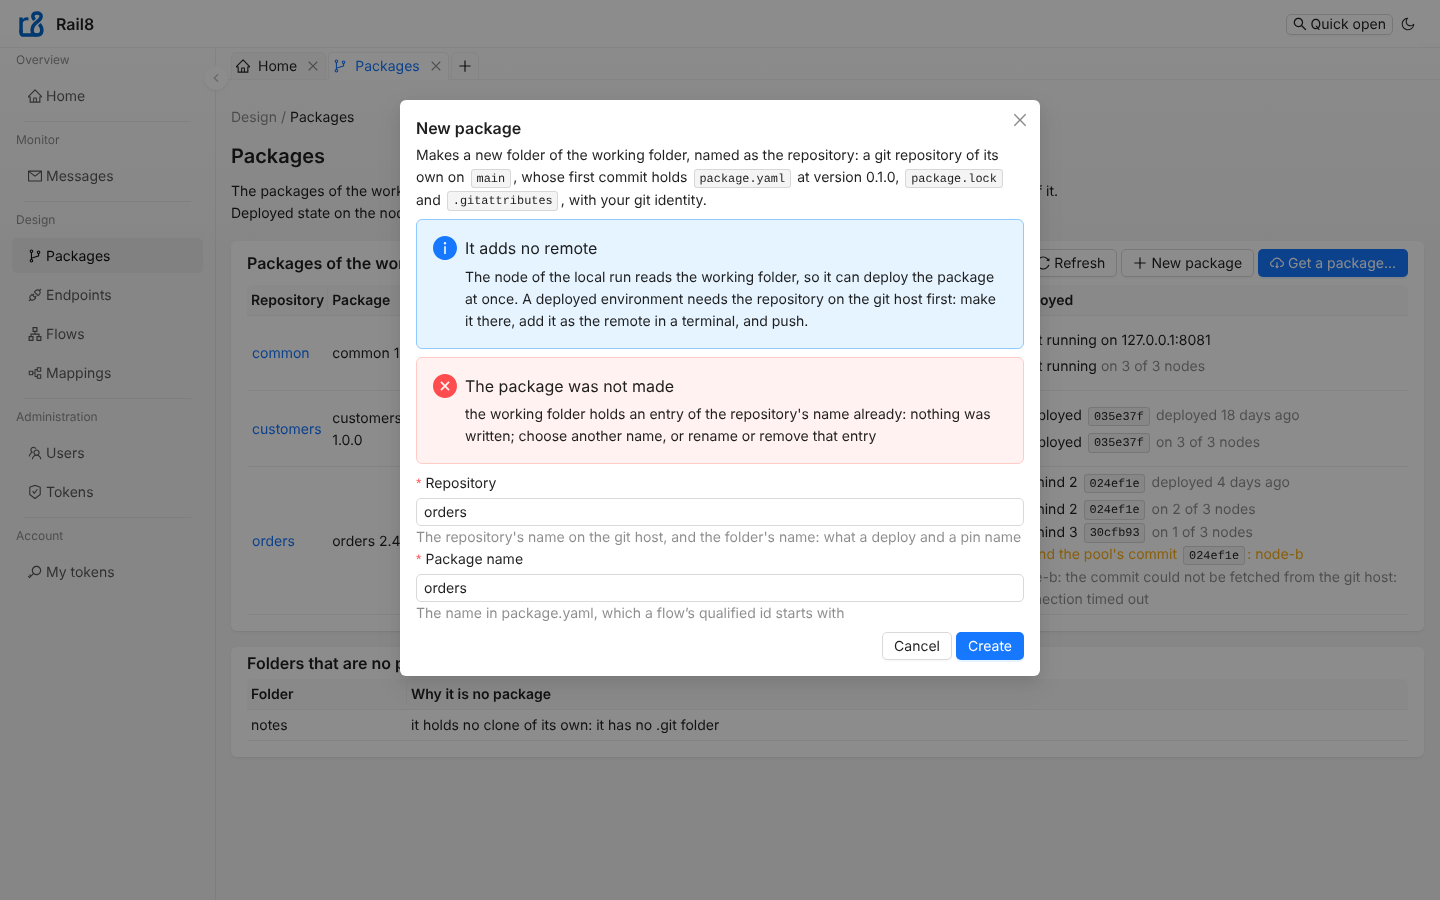 Rail8
Quick open
Overview
Home
Monitor
Messages
Design
Packages
Endpoints
Flows
Mappings
Administration
Users
Tokens
Account
My tokens
Home
Packages
Design / Packages
Packages
The packages of the work
f it.
Deployed state on the no
Packages of the wo
Refresh
New package
Get a package...
Repository Package
oyed
common common 1
t running on 127.0.0.1:8081
t running on 3 of 3 nodes
customers customers
1.0.0
ployed 035e37f deployed 18 days ago
ployed 035e37f on 3 of 3 nodes
orders orders 2.4
hind 2 024ef1e deployed 4 days ago
hind 2 024ef1e on 2 of 3 nodes
hind 3 30cfb93 on 1 of 3 nodes
nd the pool's commit 024ef1e : node-b
e-b: the commit could not be fetched from the git host:
nection timed out
Folders that are no p
Folder Why it is no package
notes it holds no clone of its own: it has no .git folder
New package
Makes a new folder of the working folder, named as the repository: a git repository of its
own on main , whose first commit holds package.yaml at version 0.1.0, package.lock
and .gitattributes , with your git identity.
It adds no remote
The node of the local run reads the working folder, so it can deploy the package
at once. A deployed environment needs the repository on the git host first: make
it there, add it as the remote in a terminal, and push.
The package was not made
the working folder holds an entry of the repository's name already: nothing was
written; choose another name, or rename or remove that entry
* Repository
orders
The repository's name on the git host, and the folder's name: what a deploy and a pin name
* Package name
orders
The name in package.yaml, which a flow’s qualified id starts with
Cancel
Create